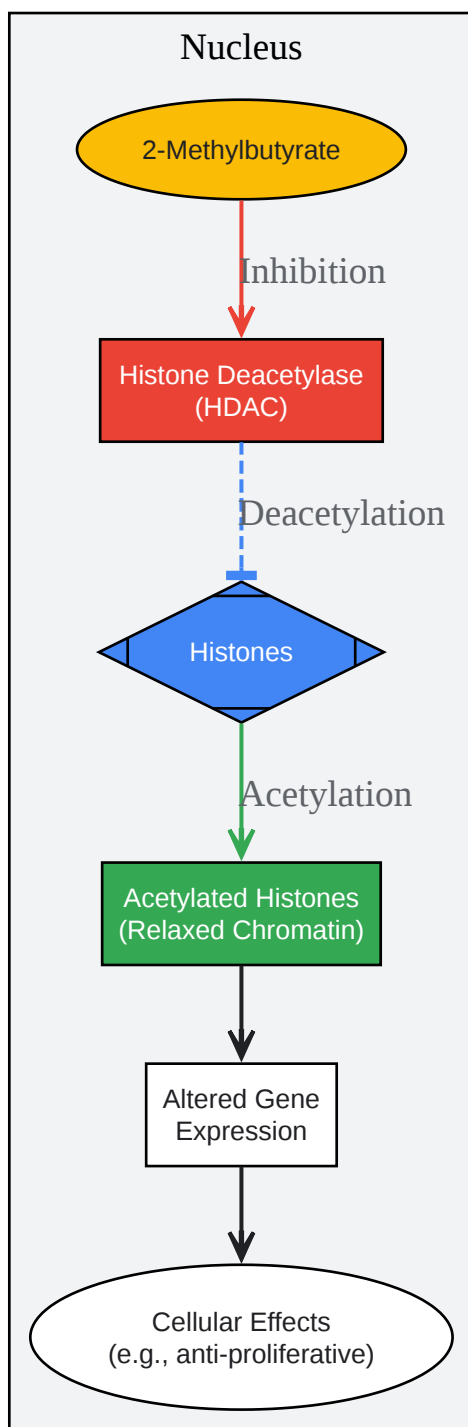 Nucleus
2-Methylbutyrate
Inhibition
Histone Deacetylase
(HDAC)
Deacetylation
Histones
Acetylation
Acetylated Histones
(Relaxed Chromatin)
Altered Gene
Expression
Cellular Effects
(e.g., anti-proliferative)